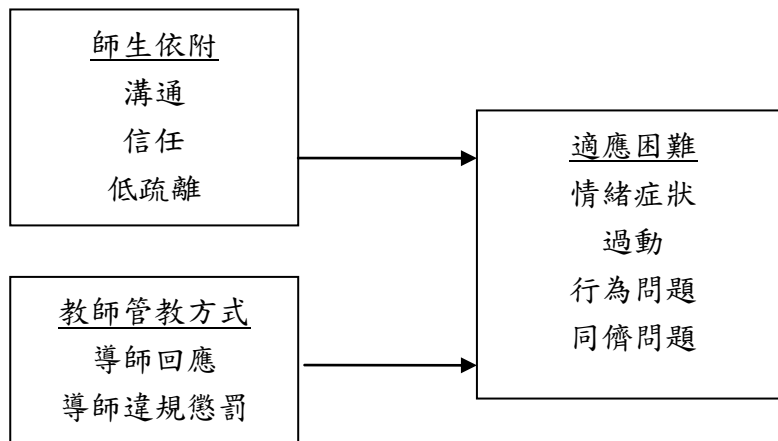 師生依附
溝通
信任
低疏離
教師管教方式
導師回應
導師違規懲罰
適應困難
情緒症狀
過動
行為問題
同儕問題